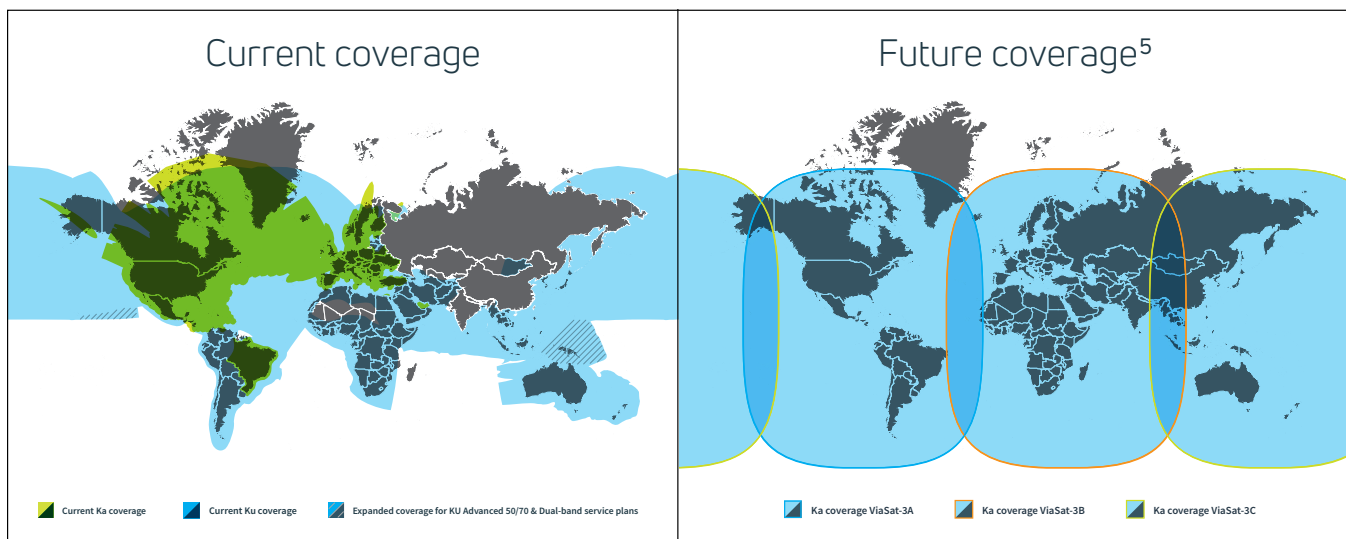 Current coverage
Current Ka coverage
Current Ku coverage
Expanded coverage for KU Advanced 50/70 & Dual-band service plans
Future coverage⁵
Ka coverage ViaSat-3A
Ka coverage ViaSat-3B
Ka coverage ViaSat-3C